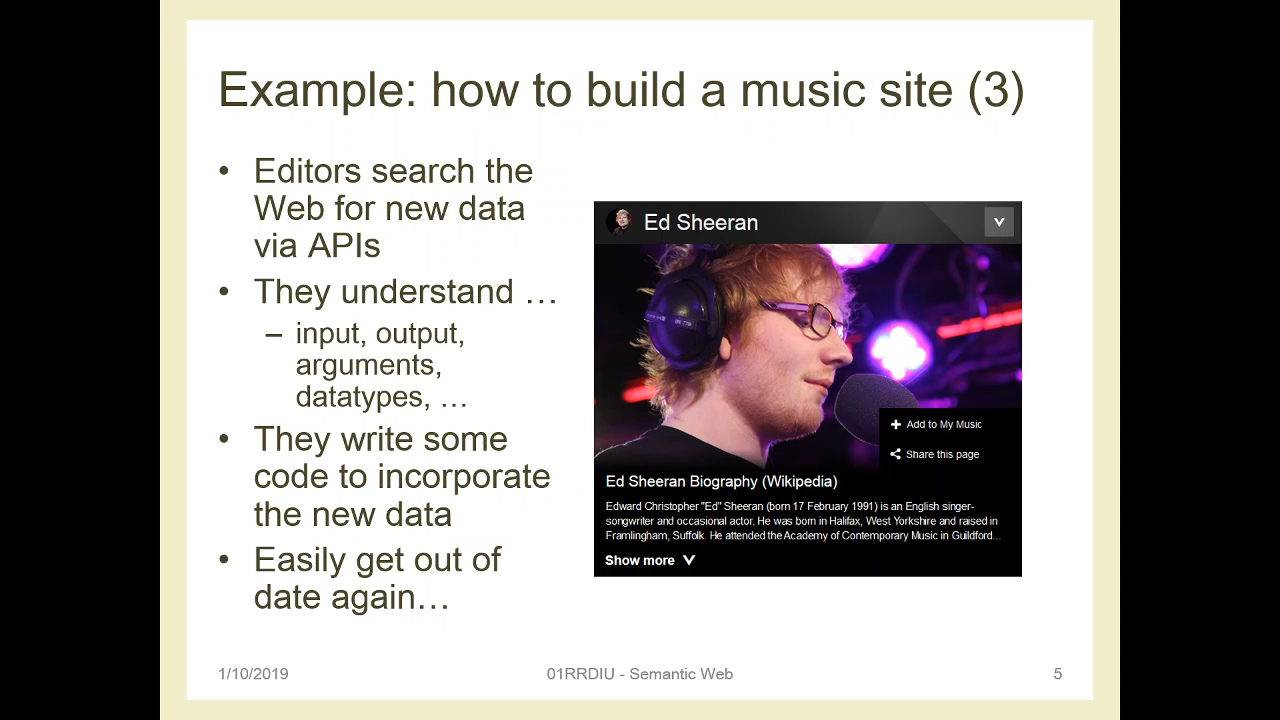 Example: how to build a music site (3)
• Editors search the
Web for new data
via APIs
• They understand …
– input, output,
arguments,
datatypes, …
• They write some
code to incorporate
the new data
• Easily get out of
date again…
Ed Sheeran
Add to My Music
Share this page
Ed Sheeran Biography (Wikipedia)
Edward Christopher "Ed" Sheeran (born 17 February 1991) is an English singer-
songwriter and occasional actor. He was born in Halifax, West Yorkshire and raised in
Framlingham, Suffolk. He attended the Academy of Contemporary Music in Guildford...
Show more
1/10/2019
01RRDIU - Semantic Web
5